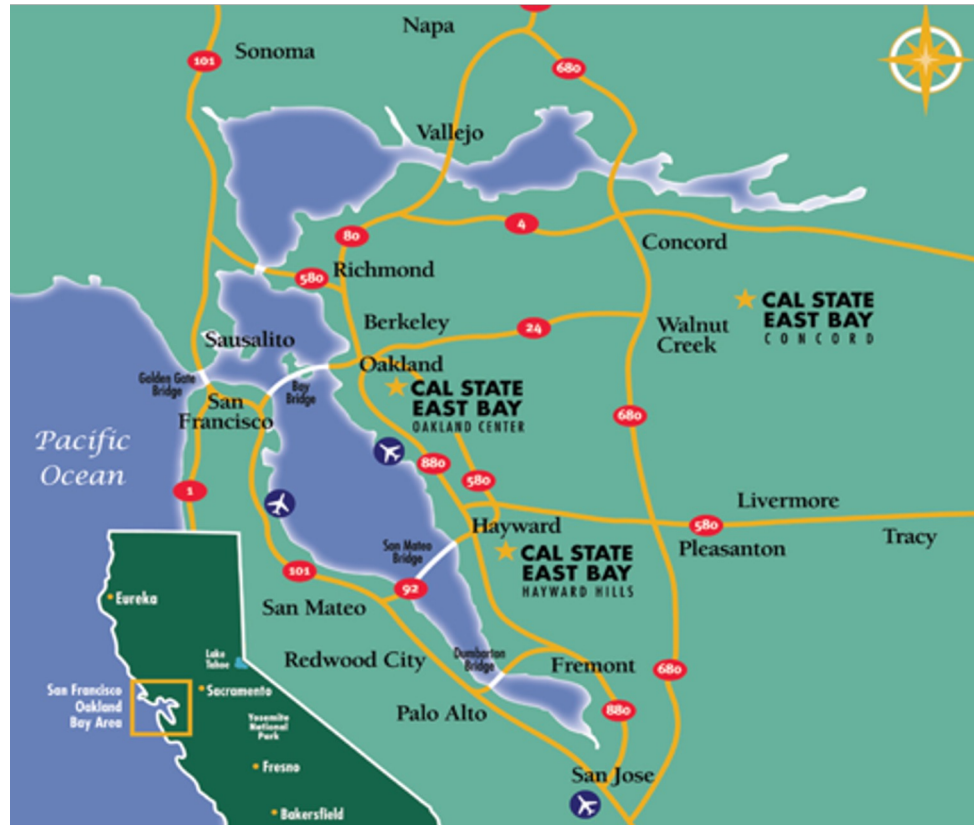 Napa
101
Sonoma
680
Vallejo
80
4
Concord
580
Richmond
Berkeley
24
Walnut
Creek
CAL STATE
EAST BAY
CONCORD
Sausalito
Oakland
CAL STATE
EAST BAY
OAKLAND CENTER
Golden Gate
Bridge
Bay
Bridge
San
Francisco
680
Pacific
Ocean
880
580
1
Livermore
580
Tracy
Pleasanton
Hayward
CAL STATE
EAST BAY
HAYWARD HILLS
San Mateo
Bridge
101
92
San Mateo
Redwood City
Dumbarton
Bridge
Fremont
680
Palo Alto
880
San Jose
Eureka
Lake
Tahoe
Sacramento
San Francisco
Oakland
Bay Area
Yosemite
National
Park
Fresno
Bakersfield